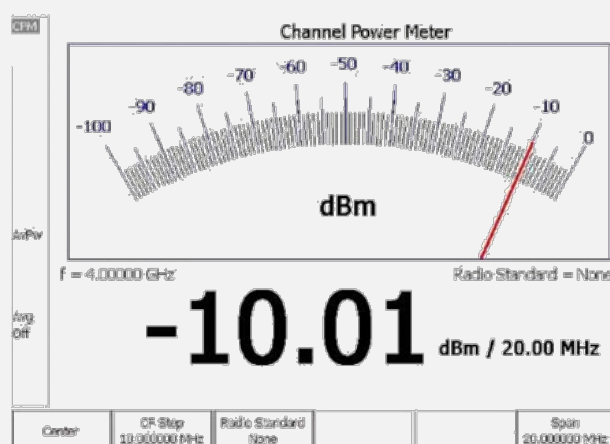 CPM
Channel Power Meter
-100
-90
-80
-70
-60
-50
-40
-30
-20
-10
0
dBm
AvPwr
f = 4.00000 GHz
Radio Standard = None
Avg
Off
-10.01 dBm / 20.00 MHz
Center
CF Step
10.000000 MHz
Radio Standard
None
Span
20.000000 MHz